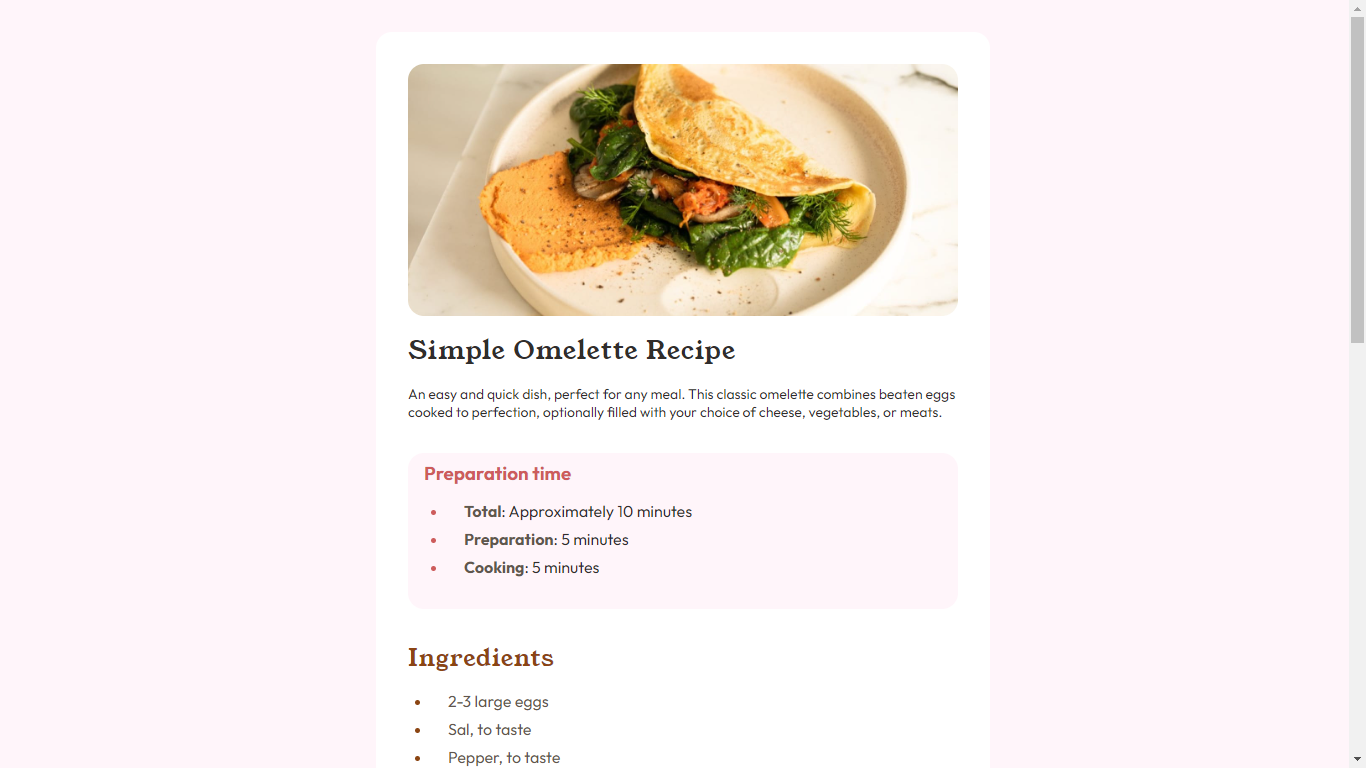 Simple Omelette Recipe
An easy and quick dish, perfect for any meal. This classic omelette combines beaten eggs
cooked to perfection, optionally filled with your choice of cheese, vegetables, or meats.
Preparation time
• Total: Approximately 10 minutes
• Preparation: 5 minutes
• Cooking: 5 minutes
Ingredients
• 2-3 large eggs
• Sal, to taste
• Pepper, to taste